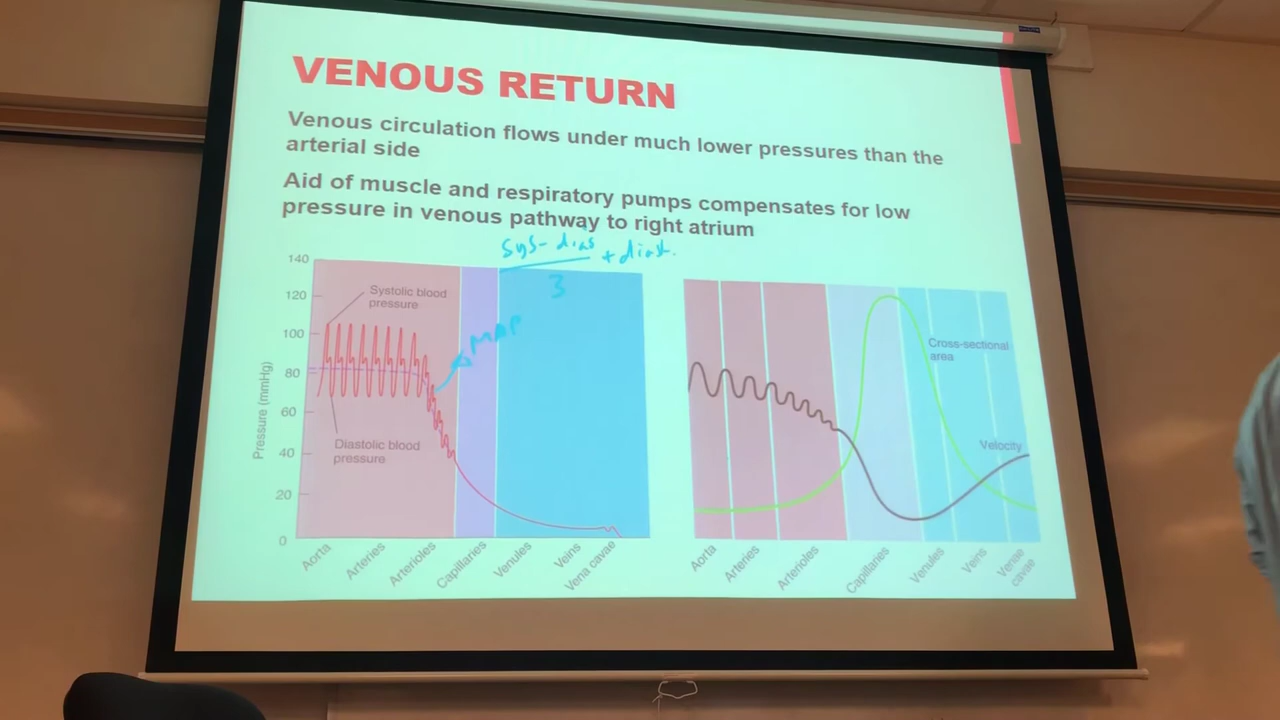 VENOUS RETURN
Venous circulation flows under much lower pressures than the
arterial side
Aid of muscle and respiratory pumps compensates for low
pressure in venous pathway to right atrium
sys- dias + diast.
3
MAP
140
120
100
80
60
40
20
0
Pressure (mmHg)
Systolic blood
pressure
Diastolic blood
pressure
Aorta
Arteries
Arterioles
Capillaries
Venules
Veins
Vena cavae
Cross-sectional
area
Velocity
Aorta
Arteries
Arterioles
Capillaries
Venules
Veins
Venae
cavae